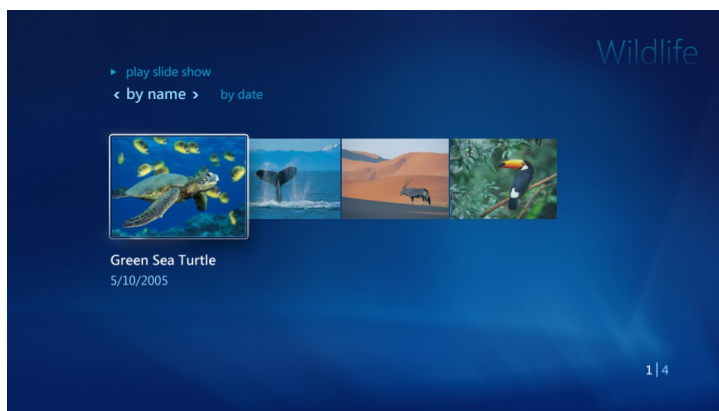 Wildlife
play slide show
‹ by name › by date
Green Sea Turtle
5/10/2005
1|4